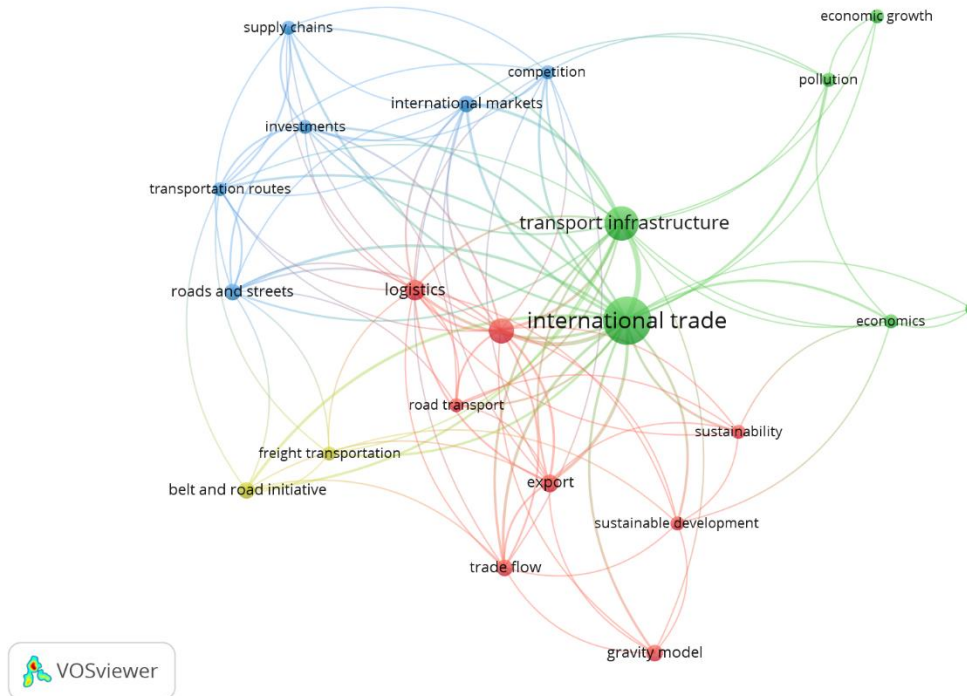 economic growth
supply chains
competition
pollution
international markets
investments
transportation routes
transport infrastructure
roads and streets
logistics
international trade
economics
road transport
sustainability
freight transportation
belt and road initiative
export
sustainable development
trade flow
gravity model
VOSviewer